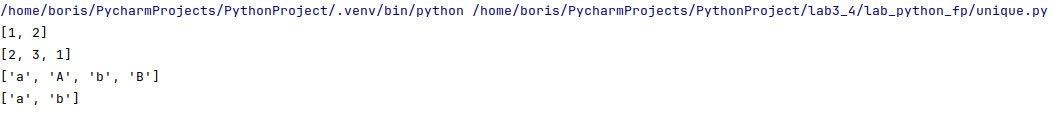 /home/boris/PycharmProjects/PythonProject/.venv/bin/python /home/boris/PycharmProjects/PythonProject/lab3_4/lab_python_fp/unique.py
[1, 2]
[2, 3, 1]
['a', 'A', 'b', 'B']
['a', 'b']